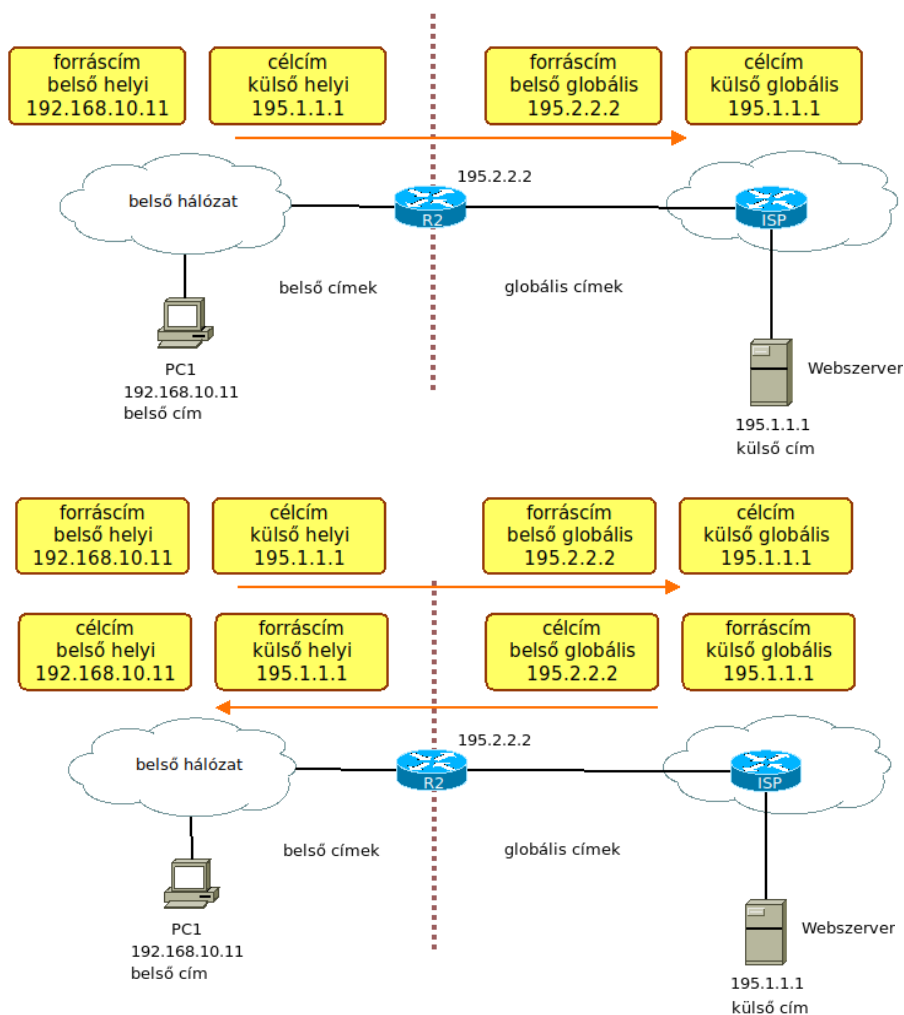 forráscím
belső helyi
192.168.10.11
célcím
külső helyi
195.1.1.1
forráscím
belső globális
195.2.2.2
célcím
külső globális
195.1.1.1
195.2.2.2
belső hálózat
R2
ISP
belső címek
globális címek
PC1
192.168.10.11
belső cím
Webszerver
195.1.1.1
külső cím
forráscím
belső helyi
192.168.10.11
célcím
külső helyi
195.1.1.1
forráscím
belső globális
195.2.2.2
célcím
külső globális
195.1.1.1
célcím
belső helyi
192.168.10.11
forráscím
külső helyi
195.1.1.1
célcím
belső globális
195.2.2.2
forráscím
külső globális
195.1.1.1
195.2.2.2
belső hálózat
R2
ISP
belső címek
globális címek
PC1
192.168.10.11
belső cím
Webszerver
195.1.1.1
külső cím